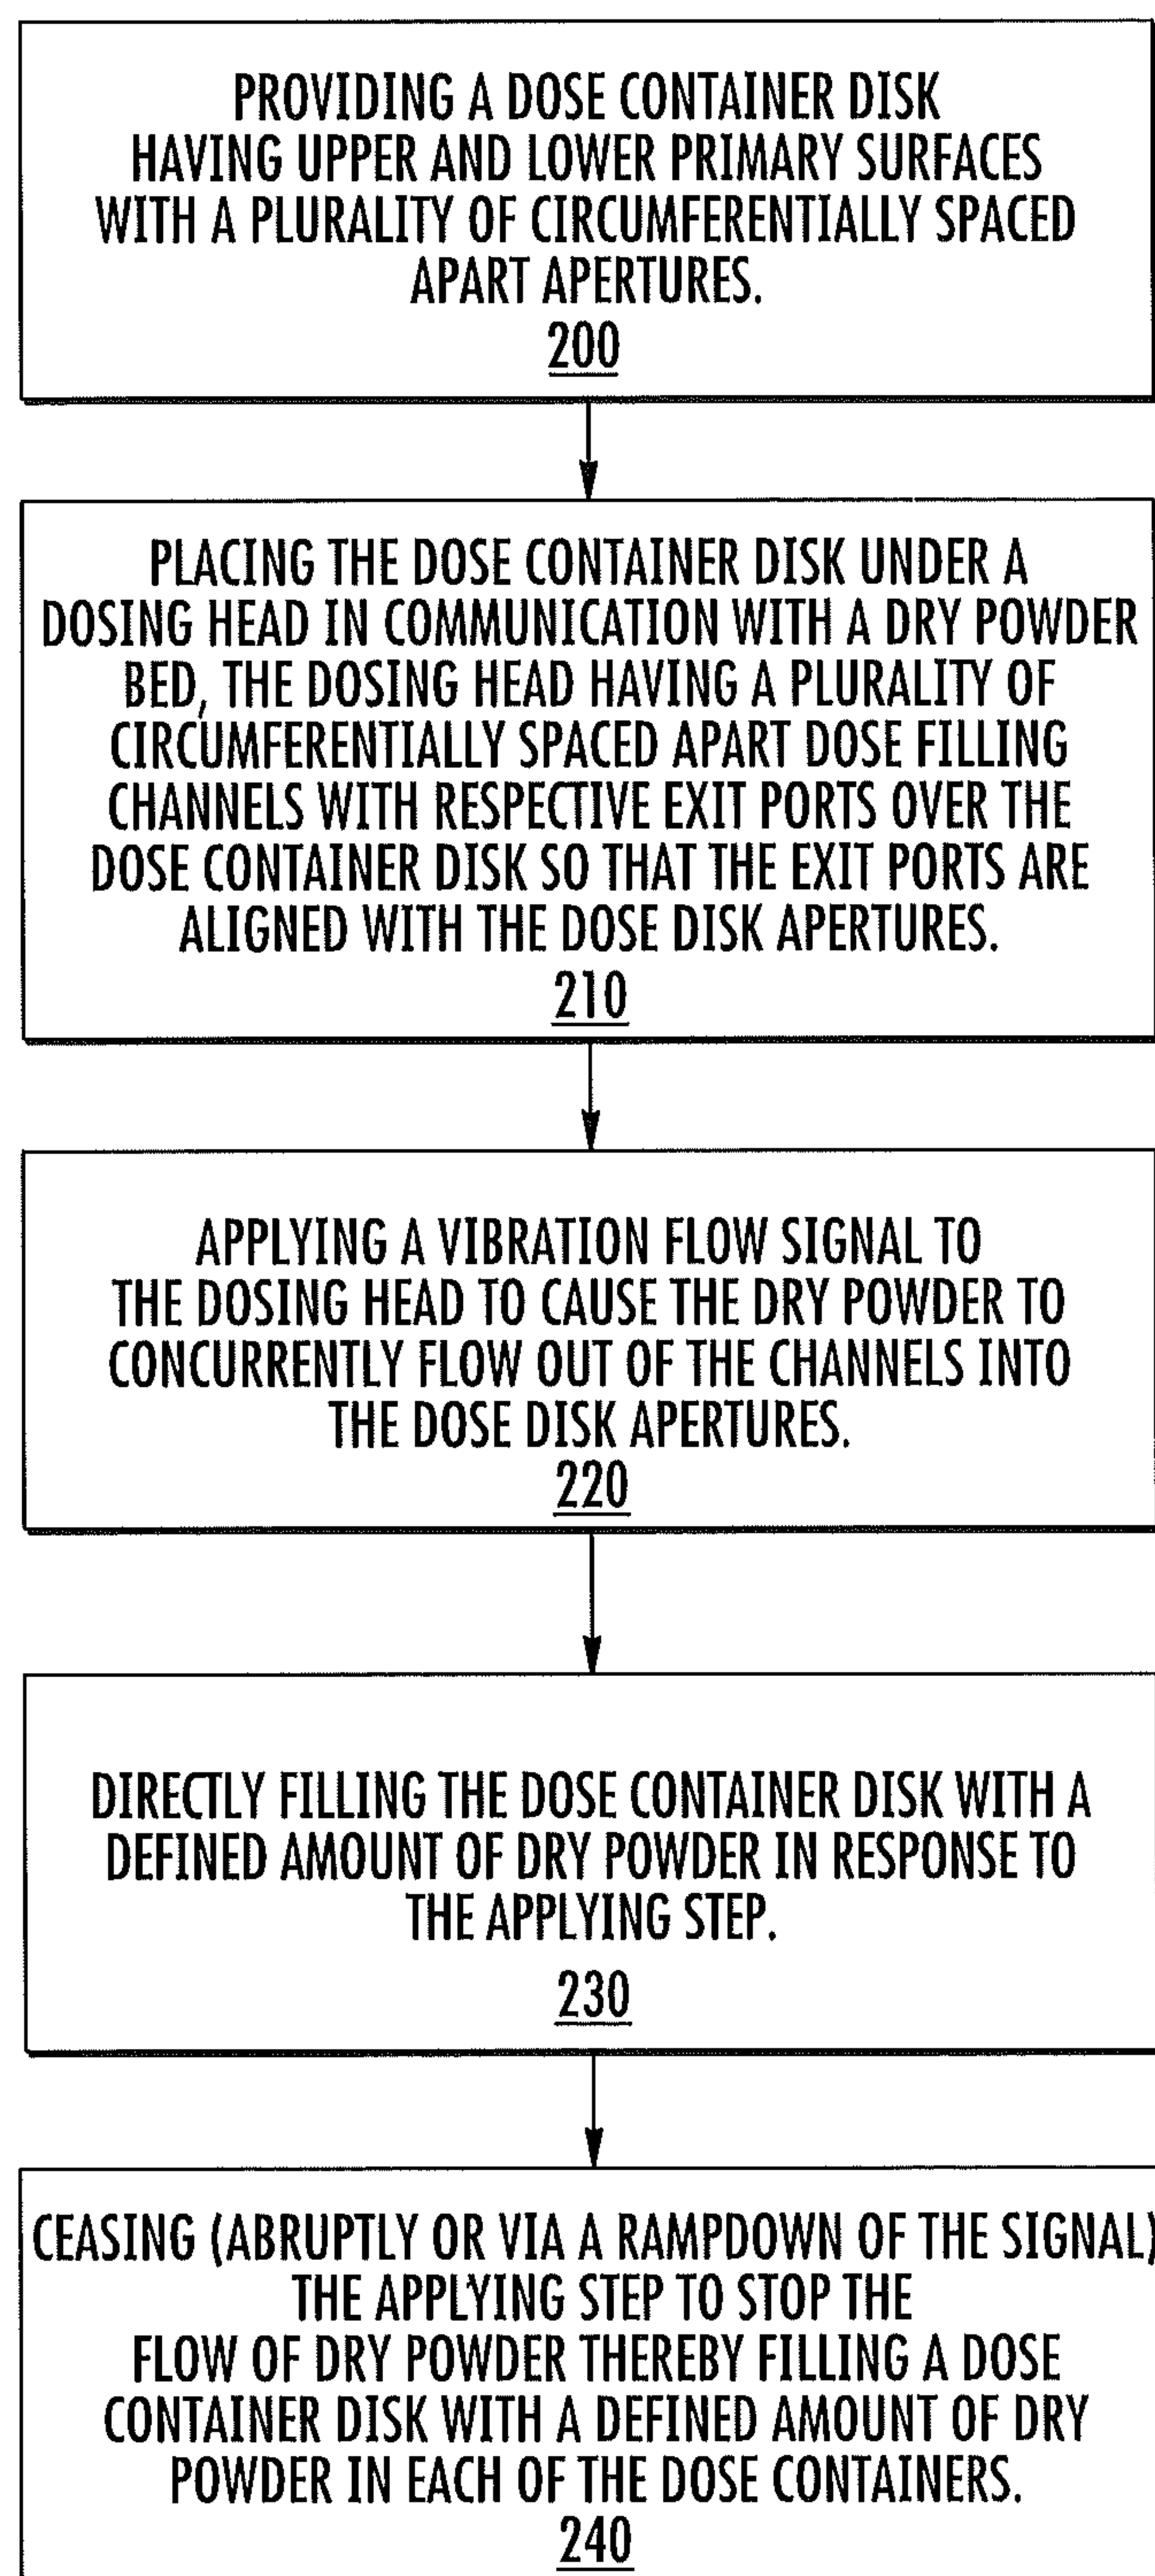 PROVIDING A DOSE CONTAINER DISK
HAVING UPPER AND LOWER PRIMARY SURFACES
WITH A PLURALITY OF CIRCUMFERENTIALLY SPACED
APART APERTURES.
200
PLACING THE DOSE CONTAINER DISK UNDER A
DOSING HEAD IN COMMUNICATION WITH A DRY POWDER
BED, THE DOSING HEAD HAVING A PLURALITY OF
CIRCUMFERENTIALLY SPACED APART DOSE FILLING
CHANNELS WITH RESPECTIVE EXIT PORTS OVER THE
DOSE CONTAINER DISK SO THAT THE EXIT PORTS ARE
ALIGNED WITH THE DOSE DISK APERTURES.
210
APPLYING A VIBRATION FLOW SIGNAL TO
THE DOSING HEAD TO CAUSE THE DRY POWDER TO
CONCURRENTLY FLOW OUT OF THE CHANNELS INTO
THE DOSE DISK APERTURES.
220
DIRECTLY FILLING THE DOSE CONTAINER DISK WITH A
DEFINED AMOUNT OF DRY POWDER IN RESPONSE TO
THE APPLYING STEP.
230
CEASING (ABRUPTLY OR VIA A RAMPDOWN OF THE SIGNAL)
THE APPLYING STEP TO STOP THE
FLOW OF DRY POWDER THEREBY FILLING A DOSE
CONTAINER DISK WITH A DEFINED AMOUNT OF DRY
POWDER IN EACH OF THE DOSE CONTAINERS.
240